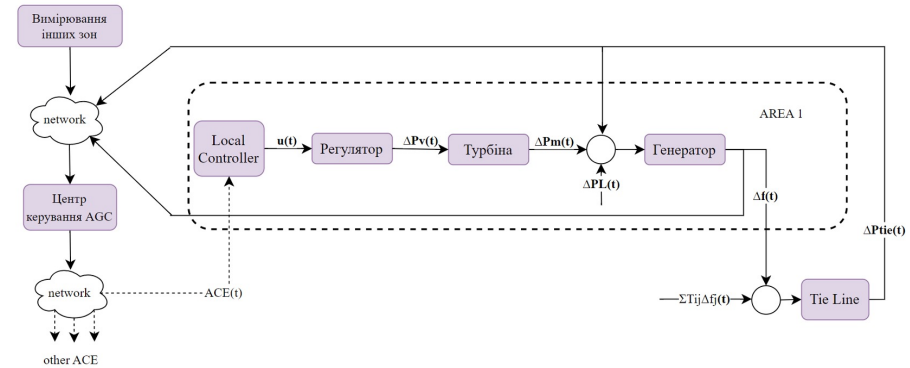 Вимірювання
інших зон
network
AREA 1
Local
Controller
u(t)
Регулятор
ΔPv(t)
Турбіна
ΔPm(t)
Генератор
ΔPL(t)
Центр
керування AGC
Δf(t)
ΔPtie(t)
network
ACE(t)
ΣTijΔfj(t)
Tie Line
other ACE